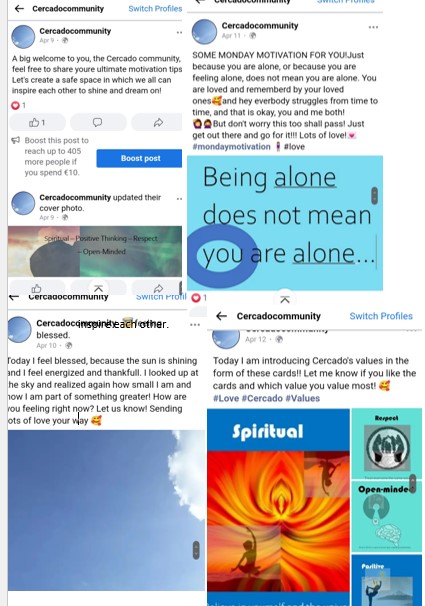 Cercadocommunity
Switch Profiles
Cercadocommunity
Apr 9
A big welcome to you, the Cercado community,
feel free to share youre ultimate motivation tips
Let's create a safe space in which we all can
inspire each other to shine and dream on!
1
1
Boost this post to
reach up to 405
more people if
you spend €10.
Boost post
Cercadocommunity updated their
cover photo.
Apr 9
Spiritual – Positive Thinking – Respect
– Open-Minded
Cercadocommunity
Switch Profiles
Cercadocommunity
Apr 11
SOME MONDAY MOTIVATION FOR YOU!Just
because you are alone, or because you are
feeling alone, does not mean you are alone. You
are loved and rememberd by your loved
ones🥰and hey everbody struggles from time to
time, and that is okay, you and me both!
🙆🙆‍♂️But don't worry this too shall pass! Just
get out there and go for it!!! Lots of love!💌
#mondaymotivation 🕴 #love
Being alone
does not mean
you are alone...
1
Cercadocommunity
Switch Profi
Cercadocommunity
inspire each other.
blessed.
Apr 10
Today I feel blessed, because the sun is shining
and I feel energized and thankfull. I looked up at
the sky and realized again how small I am and
how I am part of something greater! How are
you feeling right now? Let us know! Sending
lots of love your way 🥰
Cercadocommunity
Switch Profiles
Apr 12
Today I am introducing Cercado's values in the
form of these cards!! Let me know if you like the
cards and which value you value most! 🥰
#Love #Cercado #Values
Spiritual
Respect
Open-minded
Positive